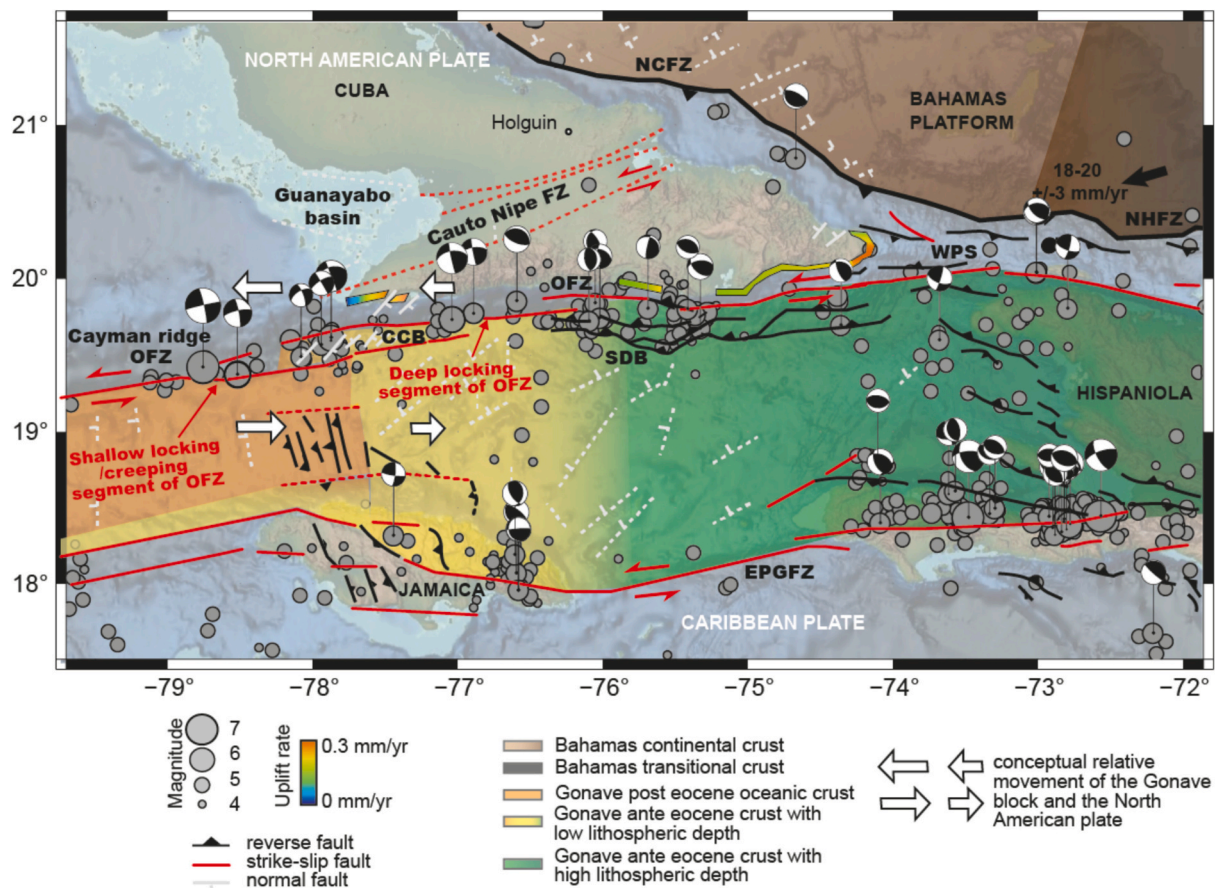 NORTH AMERICAN PLATE
CUBA
NCFZ
BAHAMAS
PLATFORM
Holguin
21°
18-20
+/-3 mm/yr
Guanayabo
basin
Cauto Nipe FZ
NHFZ
WPS
20°
OFZ
Cayman ridge
OFZ
CCB
SDB
Deep locking
segment of OFZ
HISPANIOLA
19°
Shallow locking
/creeping
segment of OFZ
EPGFZ
18°
JAMAICA
CARIBBEAN PLATE
−79° −78° −77° −76° −75° −74° −73° −72°
Magnitude
7
6
5
4
Uplift rate
0.3 mm/yr
0 mm/yr
reverse fault
strike-slip fault
normal fault
Bahamas continental crust
Bahamas transitional crust
Gonave post eocene oceanic crust
Gonave ante eocene crust with
low lithospheric depth
Gonave ante eocene crust with
high lithospheric depth
conceptual relative
movement of the Gonave
block and the North
American plate